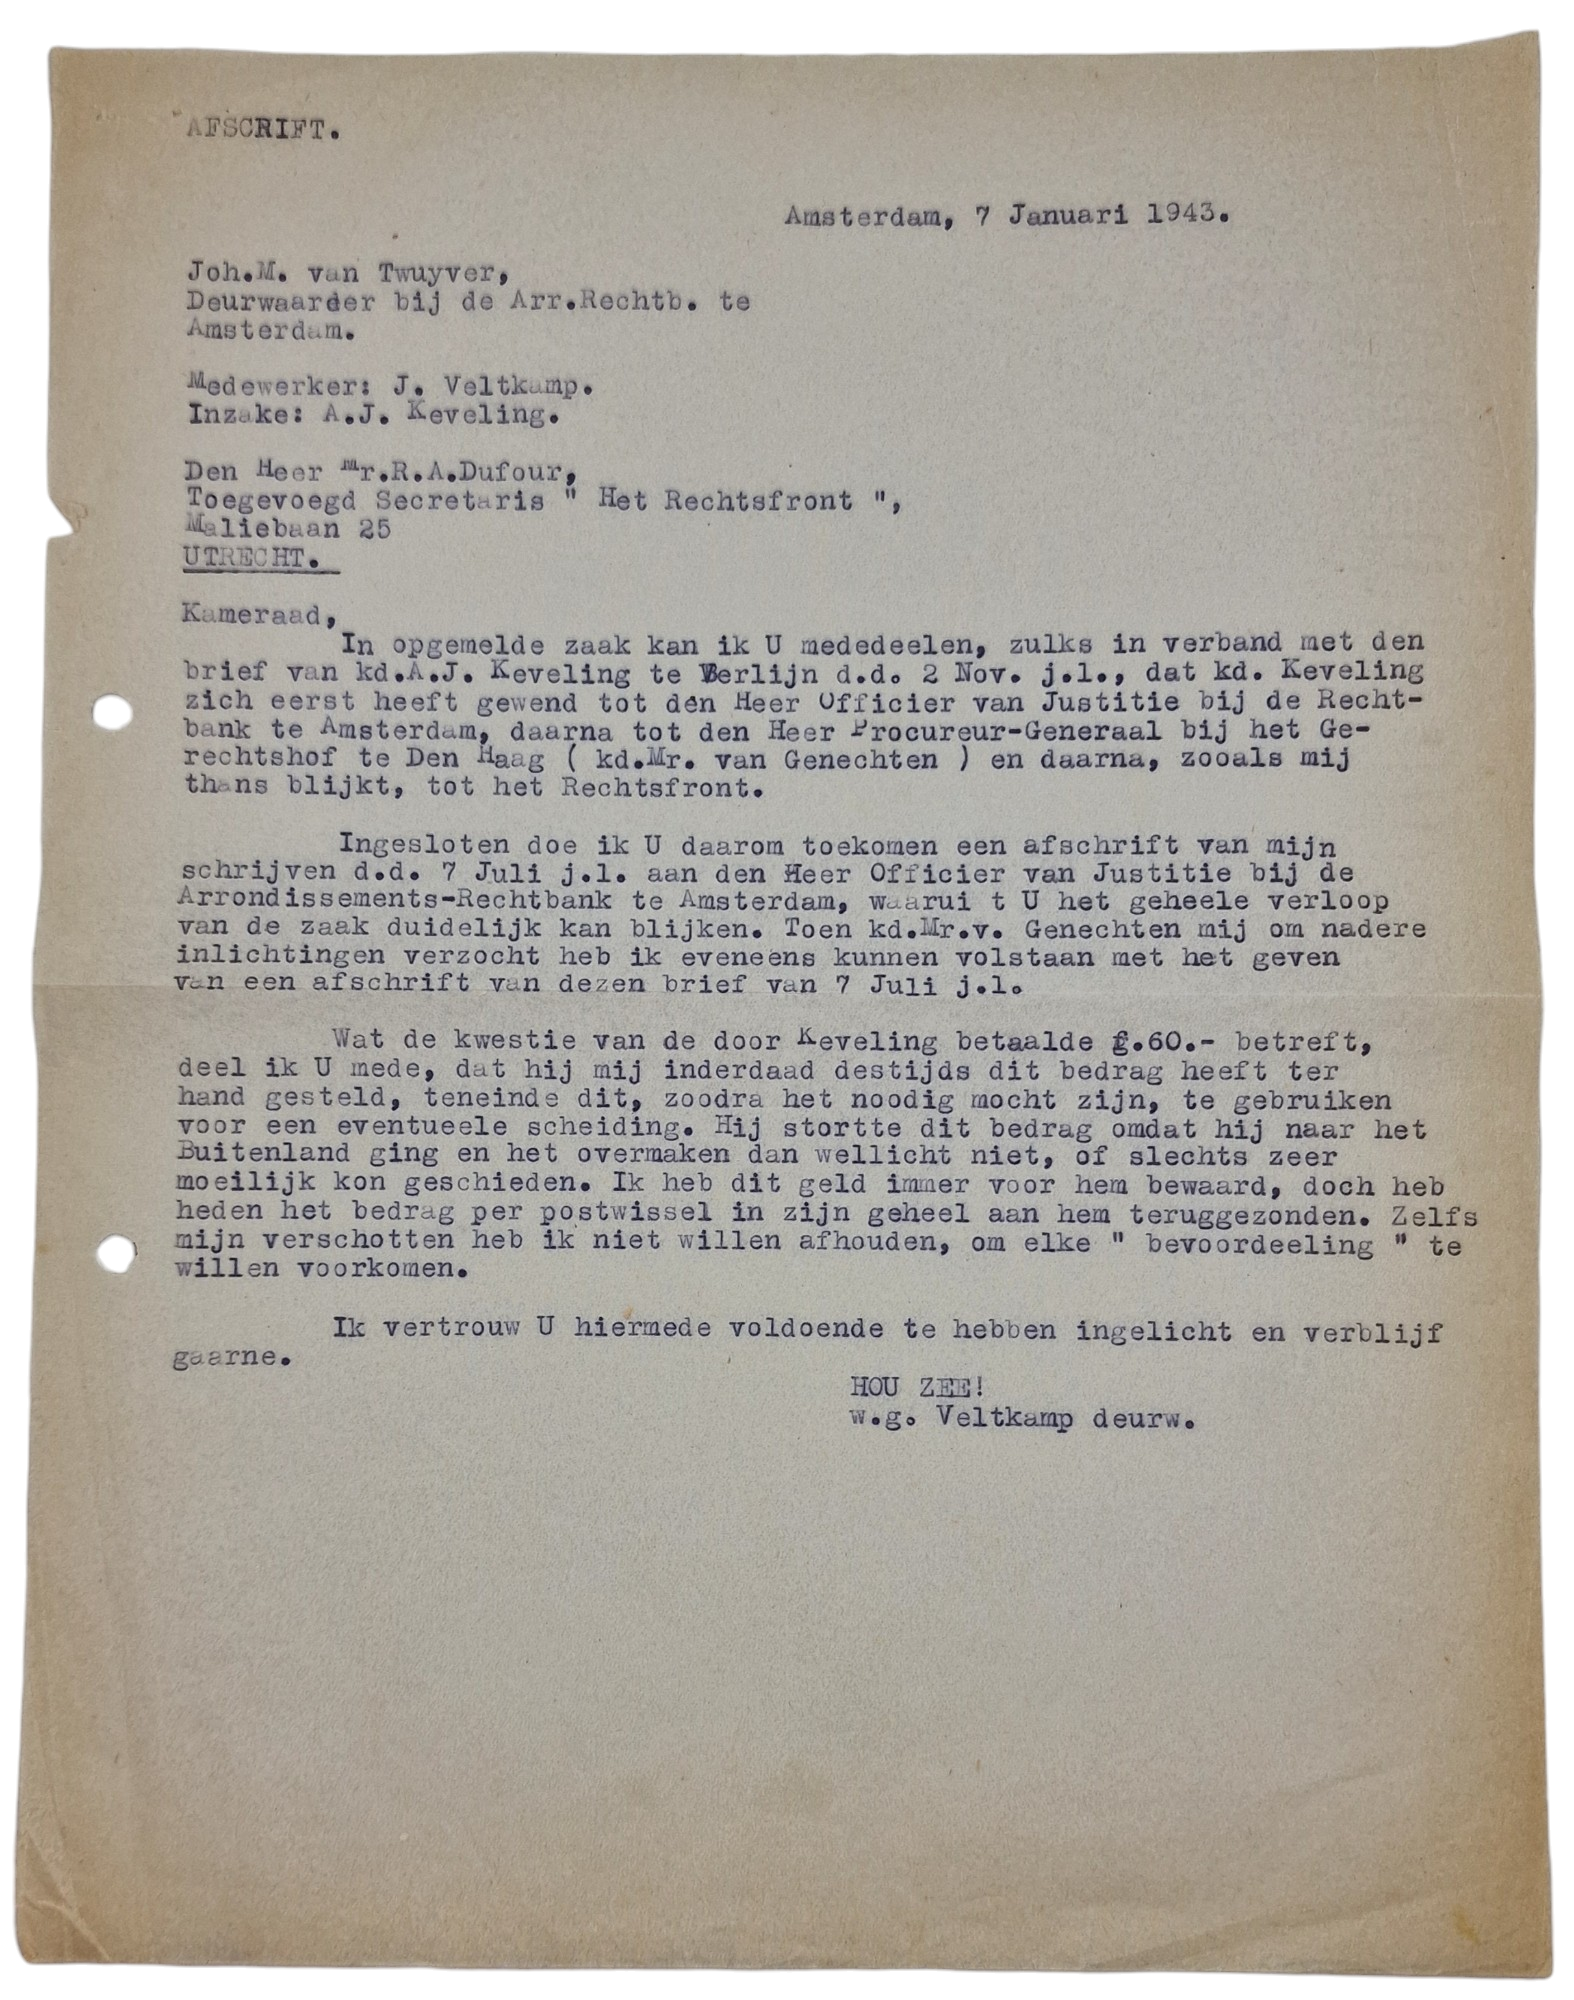 AFSCRIFT.
Amsterdam, 7 Januari 1943.
Joh.M. van Twuyver,
Deurwaarder bij de Arr.Rechtb. te
Amsterdam.
Medewerker: J. Veltkamp.
Inzake: A.J. Keveling.
Den Heer Mr.R.A.Dufour,
Toegevoegd Secretaris " Het Rechtsfront ",
Maliebaan 25
UTRECHT.
Kameraad,
In opgemelde zaak kan ik U mededeelen, zulks in verband met den
brief van kd.A.J. Keveling te Berlijn d.d. 2 Nov. j.l., dat kd. Keveling
zich eerst heeft gewend tot den Heer Officier van Justitie bij de Recht-
bank te Amsterdam, daarna tot den Heer Procureur-Generaal bij het Ge-
rechtshof te Den Haag ( kd.Mr. van Genechten ) en daarna, zooals mij
thans blijkt, tot het Rechtsfront.
Ingesloten doe ik U daarom toekomen een afschrift van mijn
schrijven d.d. 7 Juli j.l. aan den Heer Officier van Justitie bij de
Arrondissements-Rechtbank te Amsterdam, waarui t U het geheele verloop
van de zaak duidelijk kan blijken. Toen kd.Mr.v. Genechten mij om nadere
inlichtingen verzocht heb ik eveneens kunnen volstaan met het geven
van een afschrift van dezen brief van 7 Juli j.l.
Wat de kwestie van de door Keveling betaalde f.60.- betreft,
deel ik U mede, dat hij mij inderdaad destijds dit bedrag heeft ter
hand gesteld, teneinde dit, zoodra het noodig mocht zijn, te gebruiken
voor een eventueele scheiding. Hij stortte dit bedrag omdat hij naar het
Buitenland ging en het overmaken dan wellicht niet, of slechts zeer
moeilijk kon geschieden. Ik heb dit geld immer voor hem bewaard, doch heb
heden het bedrag per postwissel in zijn geheel aan hem teruggezonden. Zelfs
mijn verschotten heb ik niet willen afhouden, om elke " bevoordeeling " te
willen voorkomen.
Ik vertrouw U hiermede voldoende te hebben ingelicht en verblijf
gaarne.
HOU ZEE!
w.g. Veltkamp deurw.